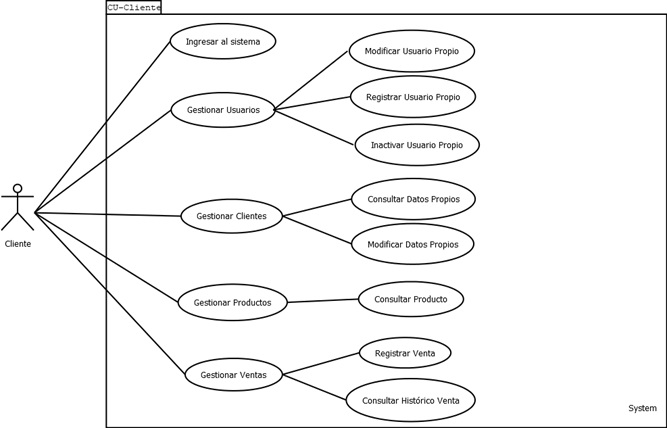 CU-Cliente
Ingresar al sistema
Modificar Usuario Propio
Registrar Usuario Propio
Gestionar Usuarios
Inactivar Usuario Propio
Consultar Datos Propios
Gestionar Clientes
Modificar Datos Propios
Cliente
Gestionar Productos
Consultar Producto
Registrar Venta
Gestionar Ventas
Consultar Histórico Venta
System